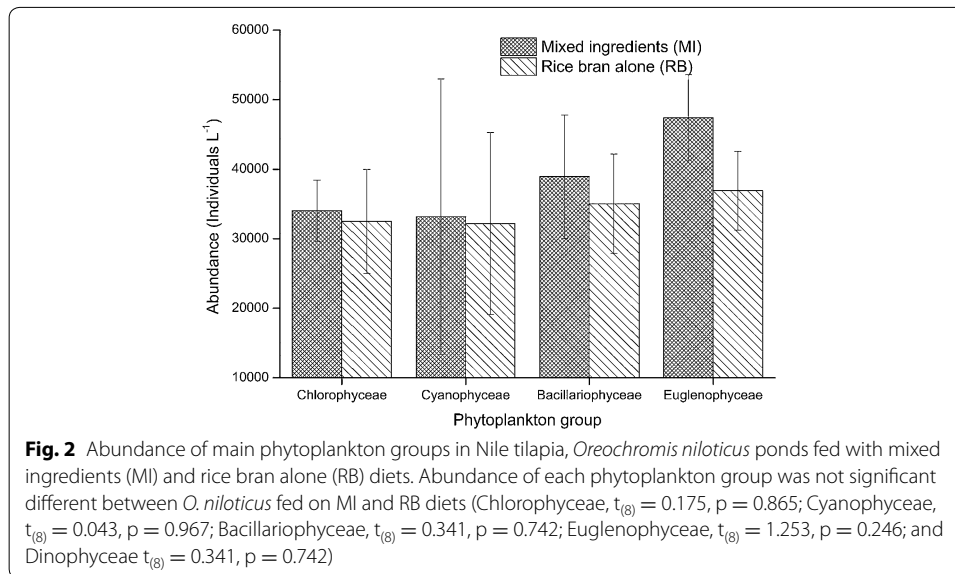 60000
50000
40000
30000
20000
10000
Abundance (Individuals L⁻¹)
Mixed ingredients (MI)
Rice bran alone (RB)
Chlorophyceae Cyanophyceae Bacillariophyceae Euglenophyceae
Phytoplankton group
Fig. 2 Abundance of main phytoplankton groups in Nile tilapia, Oreochromis niloticus ponds fed with mixed
ingredients (MI) and rice bran alone (RB) diets. Abundance of each phytoplankton group was not significant
different between O. niloticus fed on MI and RB diets (Chlorophyceae, t₍₈₎ = 0.175, p = 0.865; Cyanophyceae,
t₍₈₎ = 0.043, p = 0.967; Bacillariophyceae, t₍₈₎ = 0.341, p = 0.742; Euglenophyceae, t₍₈₎ = 1.253, p = 0.246; and
Dinophyceae t₍₈₎ = 0.341, p = 0.742)